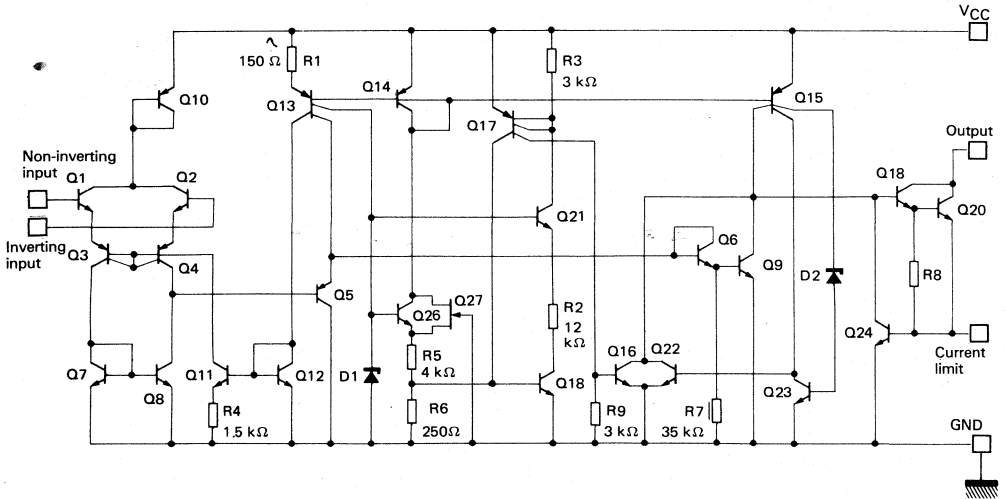 VCC
R1
150 Ω
R3
3 kΩ
Q10
Q13
Q14
Q17
Q15
Non-inverting
input
Output
Q1
Q2
Q18
Q20
Q21
Inverting
input
Q3
Q4
Q6
Q9
D2
R8
Q5
Q26
Q27
R2
12
kΩ
Q24
Current
limit
Q7
Q8
Q11
Q12
D1
R5
4 kΩ
Q18
Q16
Q22
Q23
R4
1.5 kΩ
R6
250Ω
R9
3 kΩ
R7
35 kΩ
GND